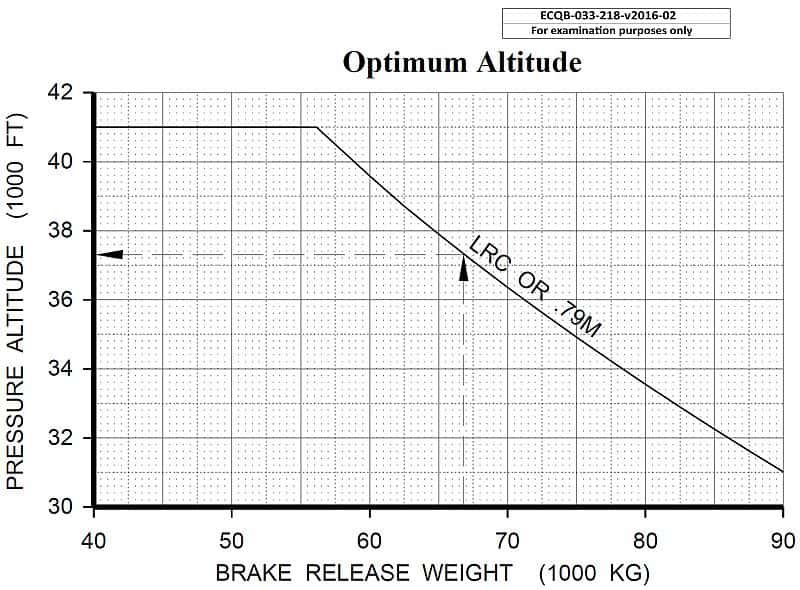 ECQB-033-218-v2016-02
For examination purposes only
Optimum Altitude
PRESSURE ALTITUDE (1000 FT)
42
40
38
36
34
32
30
LRC OR .79M
40 50 60 70 80 90
BRAKE RELEASE WEIGHT (1000 KG)